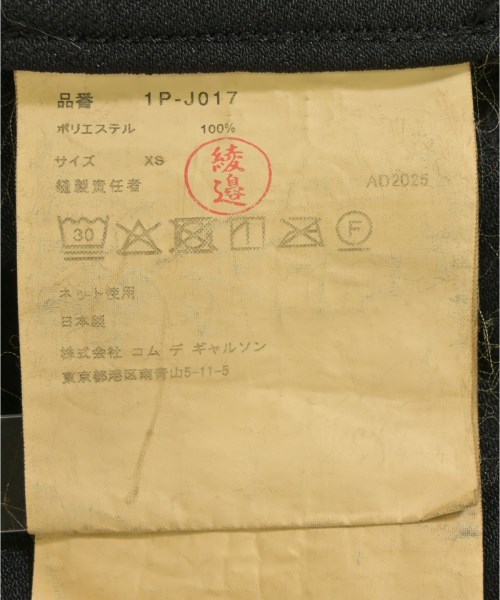 品番 1P-J017
ポリエステル 100%
サイズ XS
縫製責任者
綾邉
AD2025
30
F
ネット使用
日本製
株式会社 コム デ ギャルソン
東京都港区南青山5-11-5